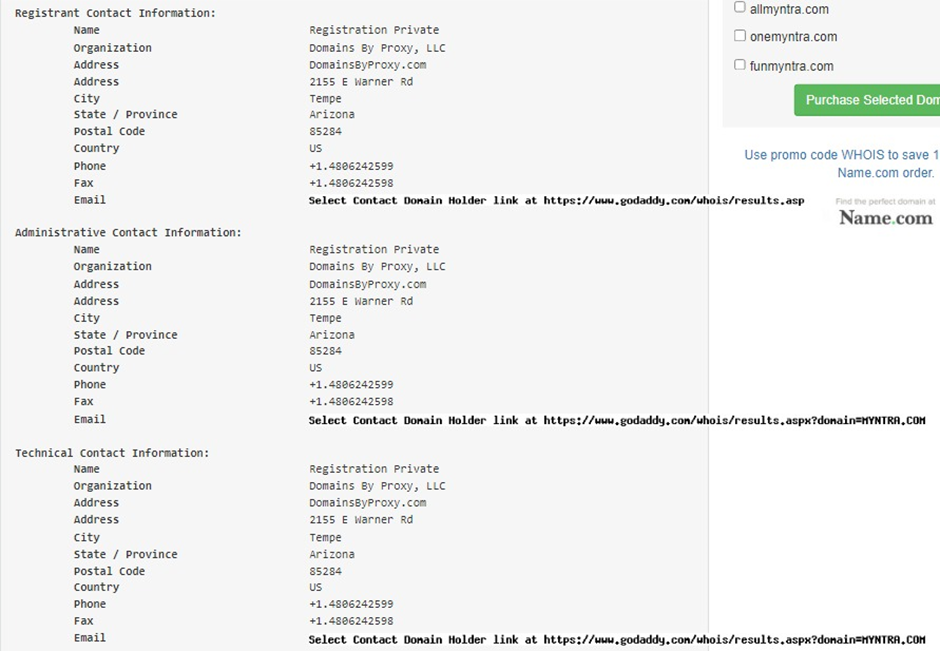 Registrant Contact Information:
Name Registration Private
Organization Domains By Proxy, LLC
Address DomainsByProxy.com
Address 2155 E Warner Rd
City Tempe
State / Province Arizona
Postal Code 85284
Country US
Phone +1.4806242599
Fax +1.4806242598
Email Select Contact Domain Holder link at https://www.godaddy.com/whois/results.asp
Administrative Contact Information:
Name Registration Private
Organization Domains By Proxy, LLC
Address DomainsByProxy.com
Address 2155 E Warner Rd
City Tempe
State / Province Arizona
Postal Code 85284
Country US
Phone +1.4806242599
Fax +1.4806242598
Email Select Contact Domain Holder link at https://www.godaddy.com/whois/results.aspx?domain=MYNTRA.COM
Technical Contact Information:
Name Registration Private
Organization Domains By Proxy, LLC
Address DomainsByProxy.com
Address 2155 E Warner Rd
City Tempe
State / Province Arizona
Postal Code 85284
Country US
Phone +1.4806242599
Fax +1.4806242598
Email Select Contact Domain Holder link at https://www.godaddy.com/whois/results.aspx?domain=MYNTRA.COM
allmyntra.com
onemyntra.com
funmyntra.com
Purchase Selected Dom
Use promo code WHOIS to save 1
Name.com order.
Find the perfect domain at
Name.com